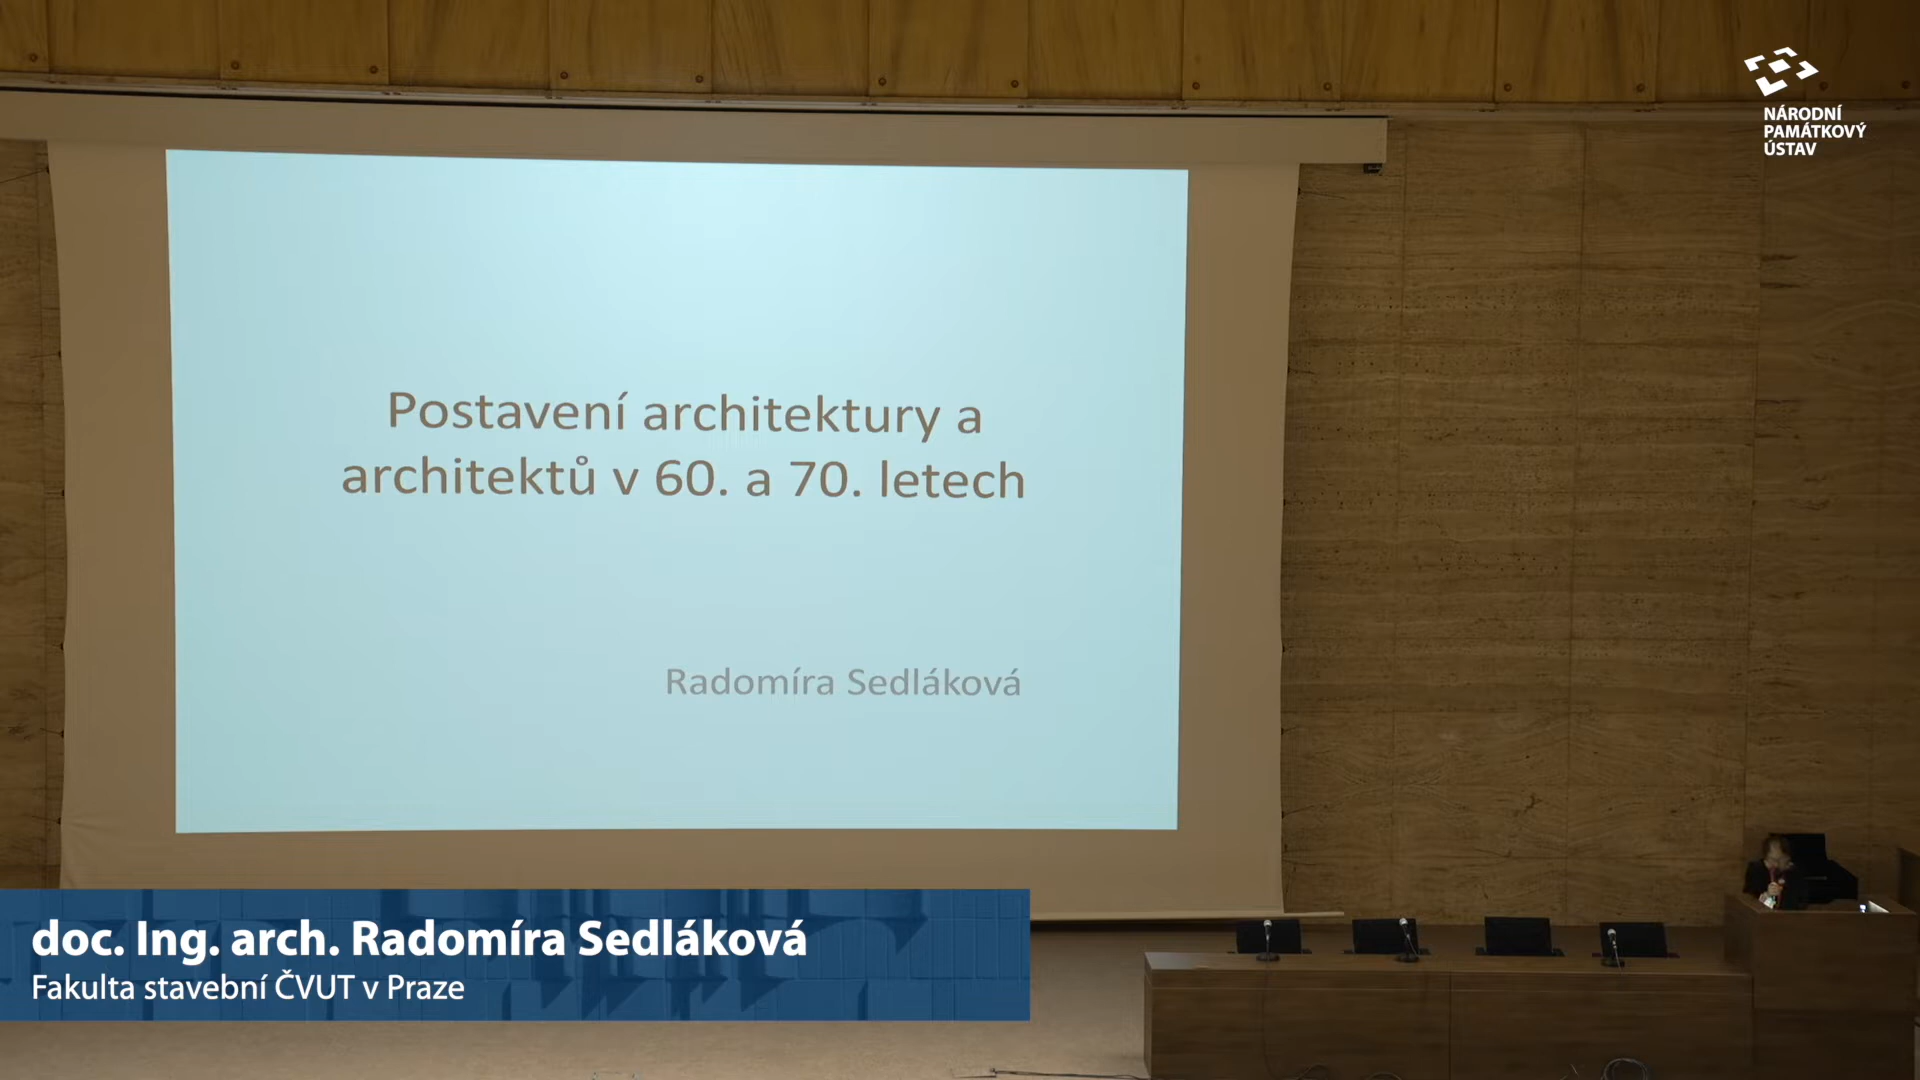 NÁRODNÍ
PAMÁTKOVÝ
ÚSTAV
Postavení architektury a
architektů v 60. a 70. letech
Radomíra Sedláková
doc. Ing. arch. Radomíra Sedláková
Fakulta stavební ČVUT v Praze